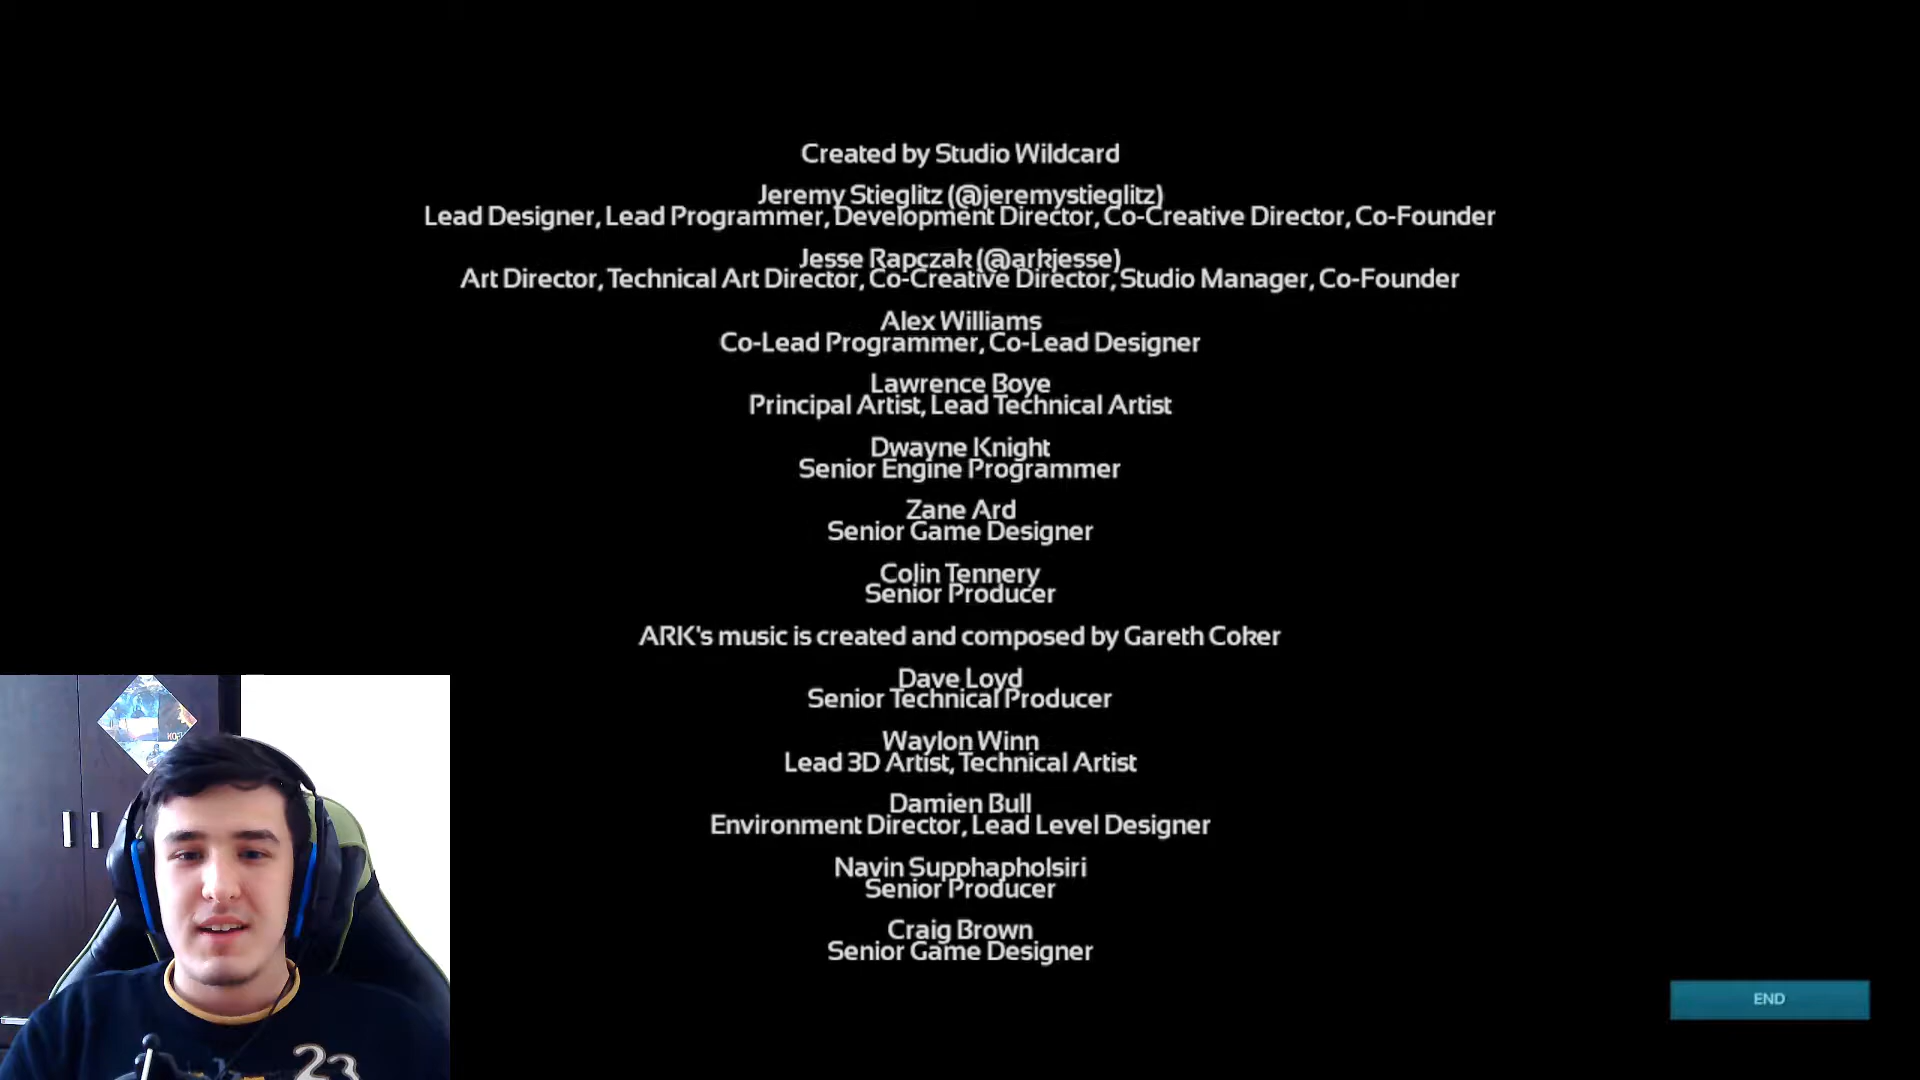 Created by Studio Wildcard
Jeremy Stieglitz (@jeremystieglitz)
Lead Designer, Lead Programmer, Development Director, Co-Creative Director, Co-Founder
Jesse Rapczak (@arkjesse)
Art Director, Technical Art Director, Co-Creative Director, Studio Manager, Co-Founder
Alex Williams
Co-Lead Programmer, Co-Lead Designer
Lawrence Boye
Principal Artist, Lead Technical Artist
Dwayne Knight
Senior Engine Programmer
Zane Ard
Senior Game Designer
Colin Tennery
Senior Producer
ARK's music is created and composed by Gareth Coker
Dave Loyd
Senior Technical Producer
Waylon Winn
Lead 3D Artist, Technical Artist
Damien Bull
Environment Director, Lead Level Designer
Navin Supphapholsiri
Senior Producer
Craig Brown
Senior Game Designer
END
23